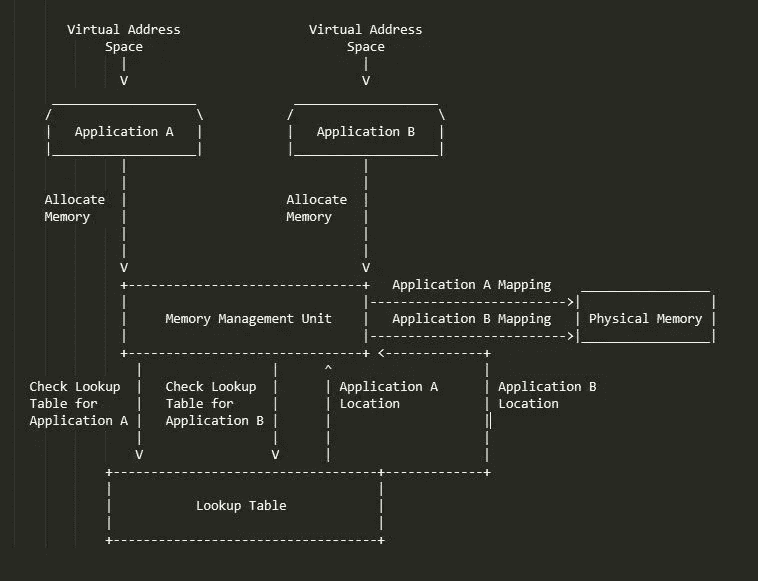 Virtual Address Virtual Address
Space Space
Application A Application B
Allocate Allocate
Memory Memory
Application A Mapping
Memory Management Unit Application B Mapping Physical Memory
Check Lookup Check Lookup Application A Application B
Table for Table for Location Location
Application A Application B
Lookup Table